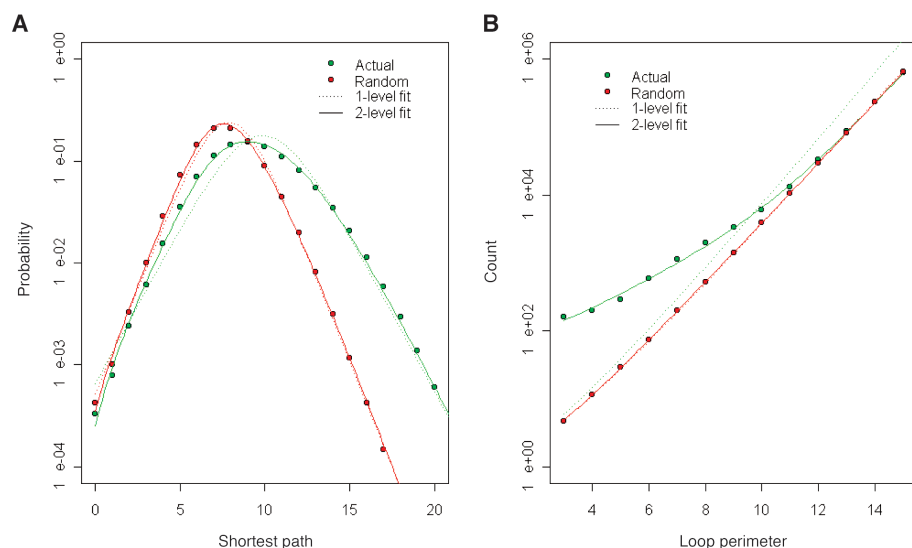 A
Probability
1 e+00
1 e-01
1 e-02
1 e-03
1 e-04
Actual
Random
1-level fit
2-level fit
0 5 10 15 20
Shortest path
B
Count
1 e+06
1 e+04
1 e+02
1 e+00
Actual
Random
1-level fit
2-level fit
4 6 8 10 12 14
Loop perimeter